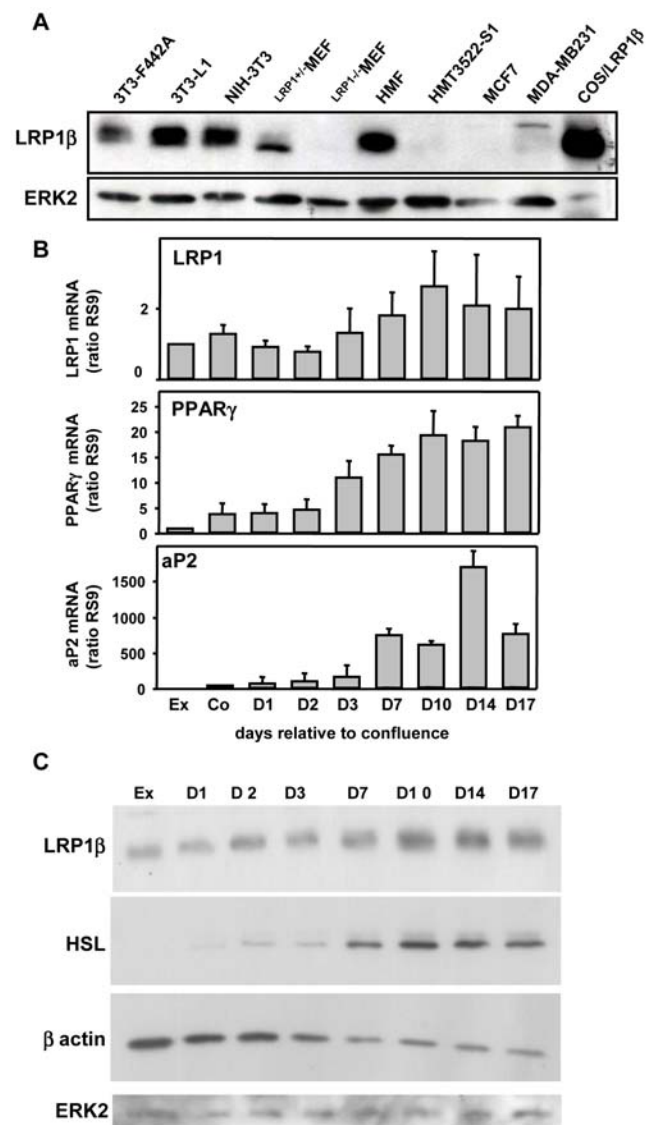 A
3T3-F442A 3T3-L1 NIH-3T3 LRP1+/-MEF LRP1-/-MEF HMF HMT3522-S1 MCF7 MDA-MB231 COS/LRP1β
LRP1β
ERK2
B
LRP1
LRP1 mRNA
(ratio RS9)
2
0
PPARγ
PPARγ mRNA
(ratio RS9)
25
20
15
10
5
0
aP2
aP2 mRNA
(ratio RS9)
1500
1000
500
0
Ex Co D1 D2 D3 D7 D10 D14 D17
days relative to confluence
C
Ex D1 D 2 D3 D7 D1 0 D14 D17
LRP1β
HSL
β actin
ERK2